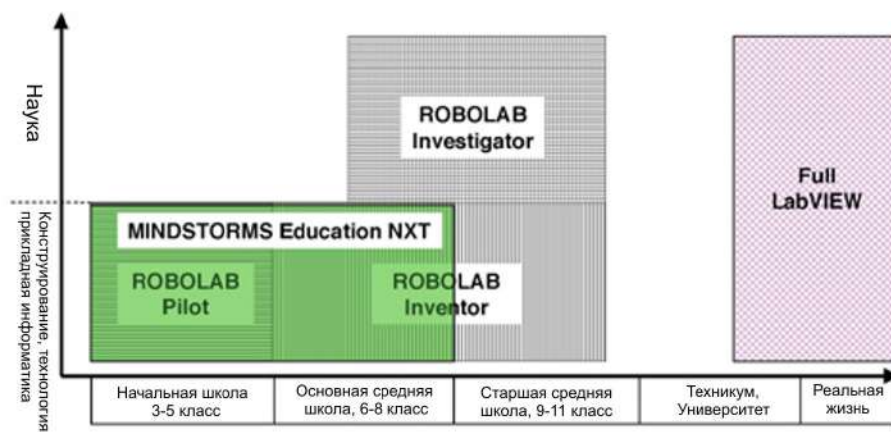 Наука
ROBOLAB
Investigator
Full
LabVIEW
Конструирование, технология
прикладная информатика
MINDSTORMS Education NXT
ROBOLAB
Pilot
ROBOLAB
Inventor
Начальная школа
3-5 класс
Основная средняя
школа, 6-8 класс
Старшая средняя
школа, 9-11 класс
Техникум,
Университет
Реальная
жизнь